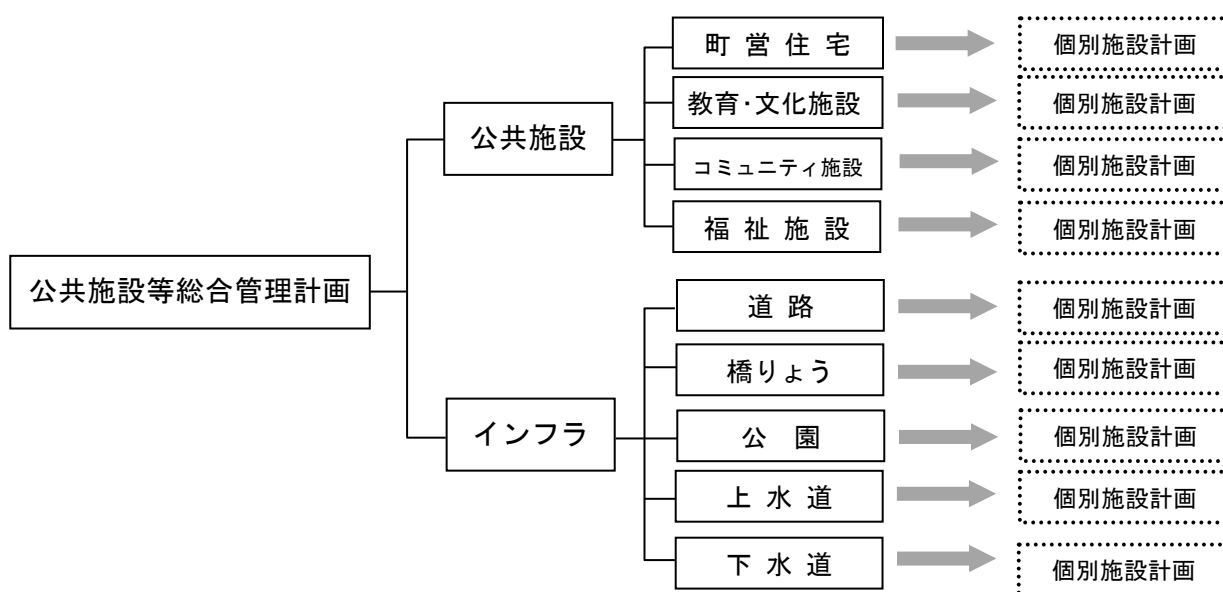 町 営 住 宅
個別施設計画
教育・文化施設
個別施設計画
公共施設
コミュニティ施設
個別施設計画
福 祉 施 設
個別施設計画
公共施設等総合管理計画
道 路
個別施設計画
橋りょう
個別施設計画
インフラ
公　園
個別施設計画
上 水 道
個別施設計画
下 水 道
個別施設計画